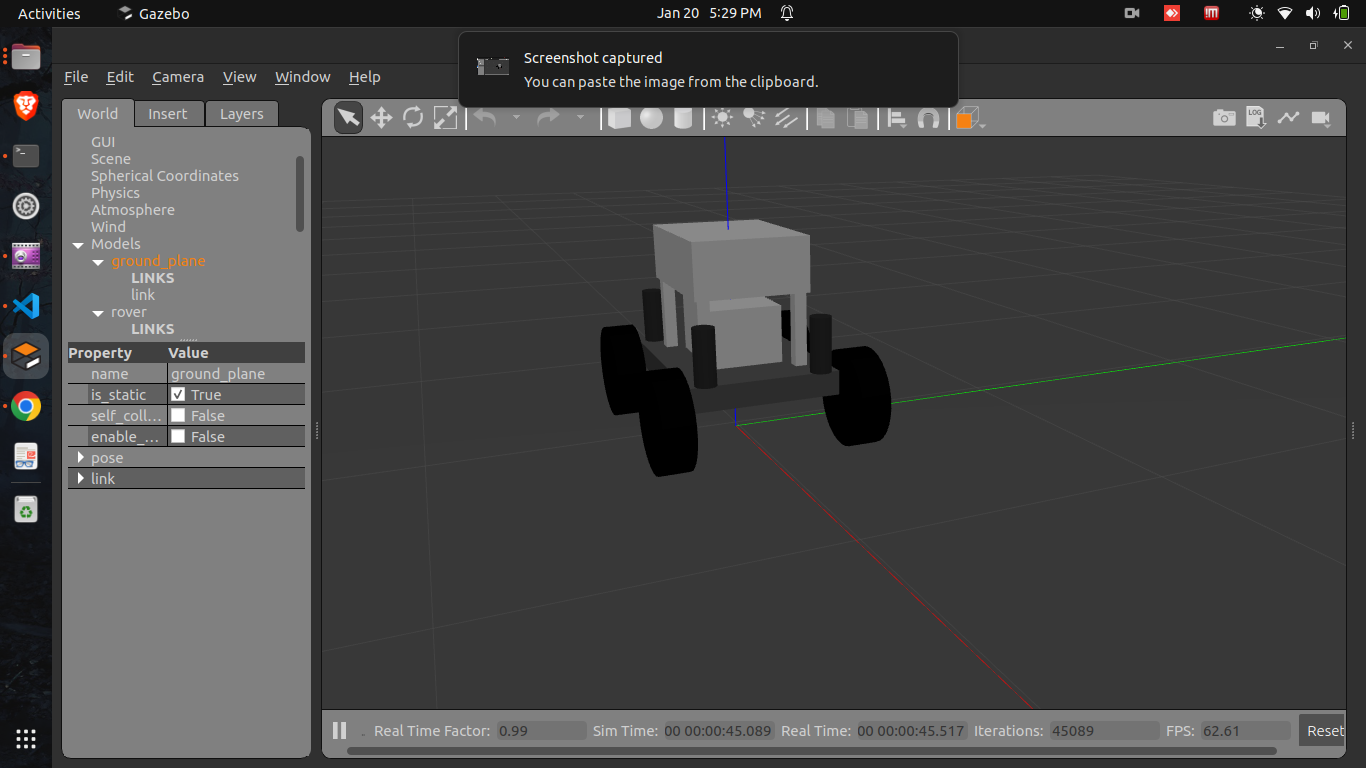 Activities Gazebo Jan 20 5:29 PM
Screenshot captured
You can paste the image from the clipboard.
File Edit Camera View Window Help
World Insert Layers
LOG
GUI
Scene
Spherical Coordinates
Physics
Atmosphere
Wind
Models
ground_plane
LINKS
link
rover
LINKS
Property Value
name ground_plane
is_static True
self_coll... False
enable_... False
pose
link
Real Time Factor: 0.99 Sim Time: 00 00:00:45.089 Real Time: 00 00:00:45.517 Iterations: 45089 FPS: 62.61 Reset